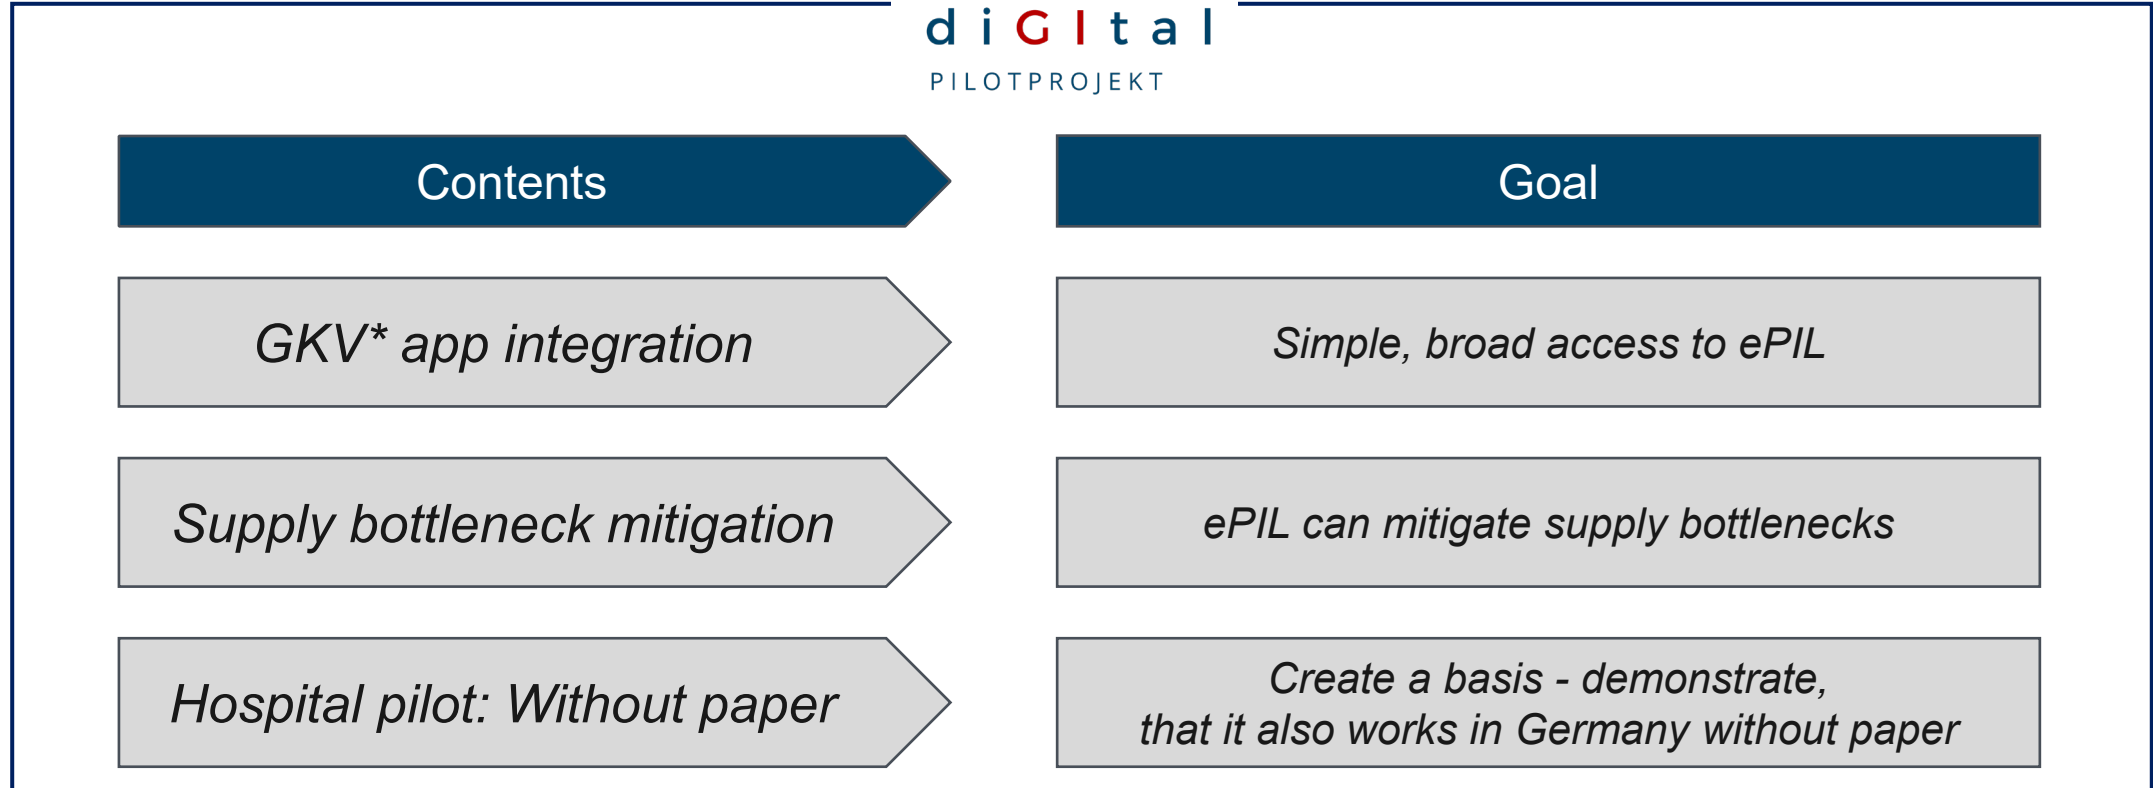 diGItal
PILOTPROJEKT
Contents
Goal
GKV* app integration
Simple, broad access to ePIL
Supply bottleneck mitigation
ePIL can mitigate supply bottlenecks
Hospital pilot: Without paper
Create a basis - demonstrate,
that it also works in Germany without paper